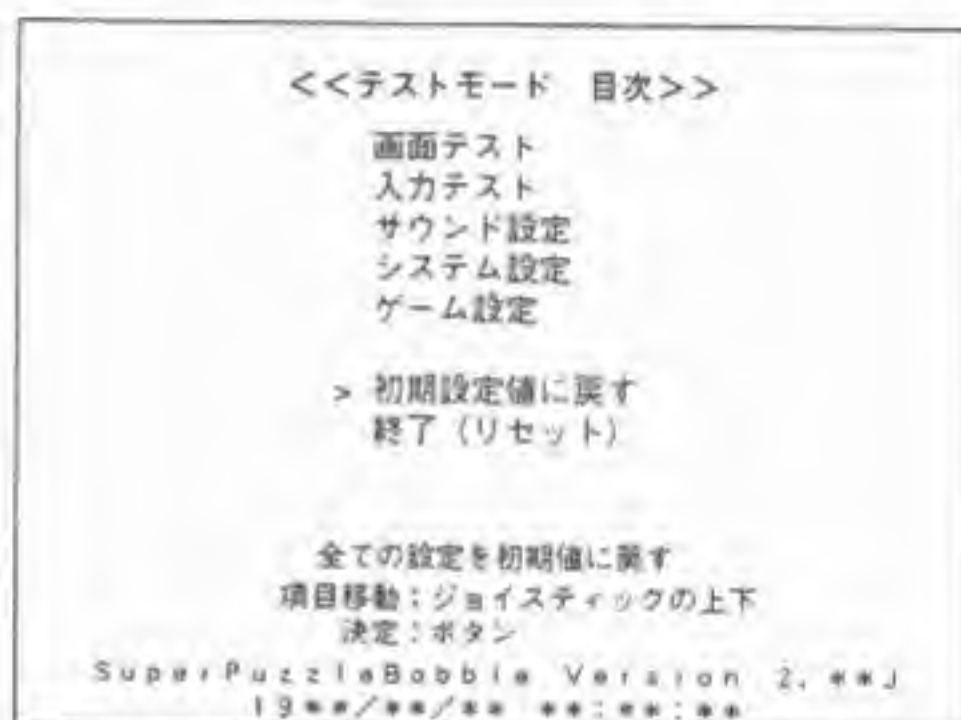 <<テストモード 目次>>
画面テスト
入力テスト
サウンド設定
システム設定
ゲーム設定
> 初期設定値に戻す
終了(リセット)
全ての設定を初期値に戻す
項目移動:ジョイスティックの上下
決定:ボタン
SuperPuzzleBobble Version 2.**J
19**/**/** **:**:**